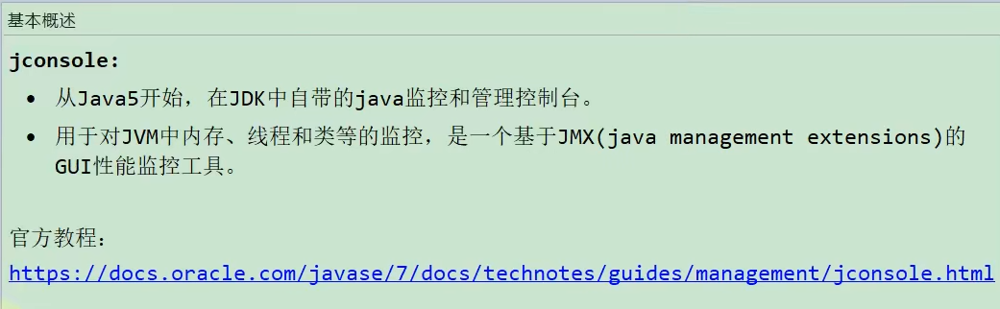 基本概述
jconsole:
• 从Java5开始，在JDK中自带的java监控和管理控制台。
• 用于对JVM中内存、线程和类等的监控，是一个基于JMX(java management extensions)的
GUI性能监控工具。
官方教程：
https://docs.oracle.com/javase/7/docs/technotes/guides/management/jconsole.html